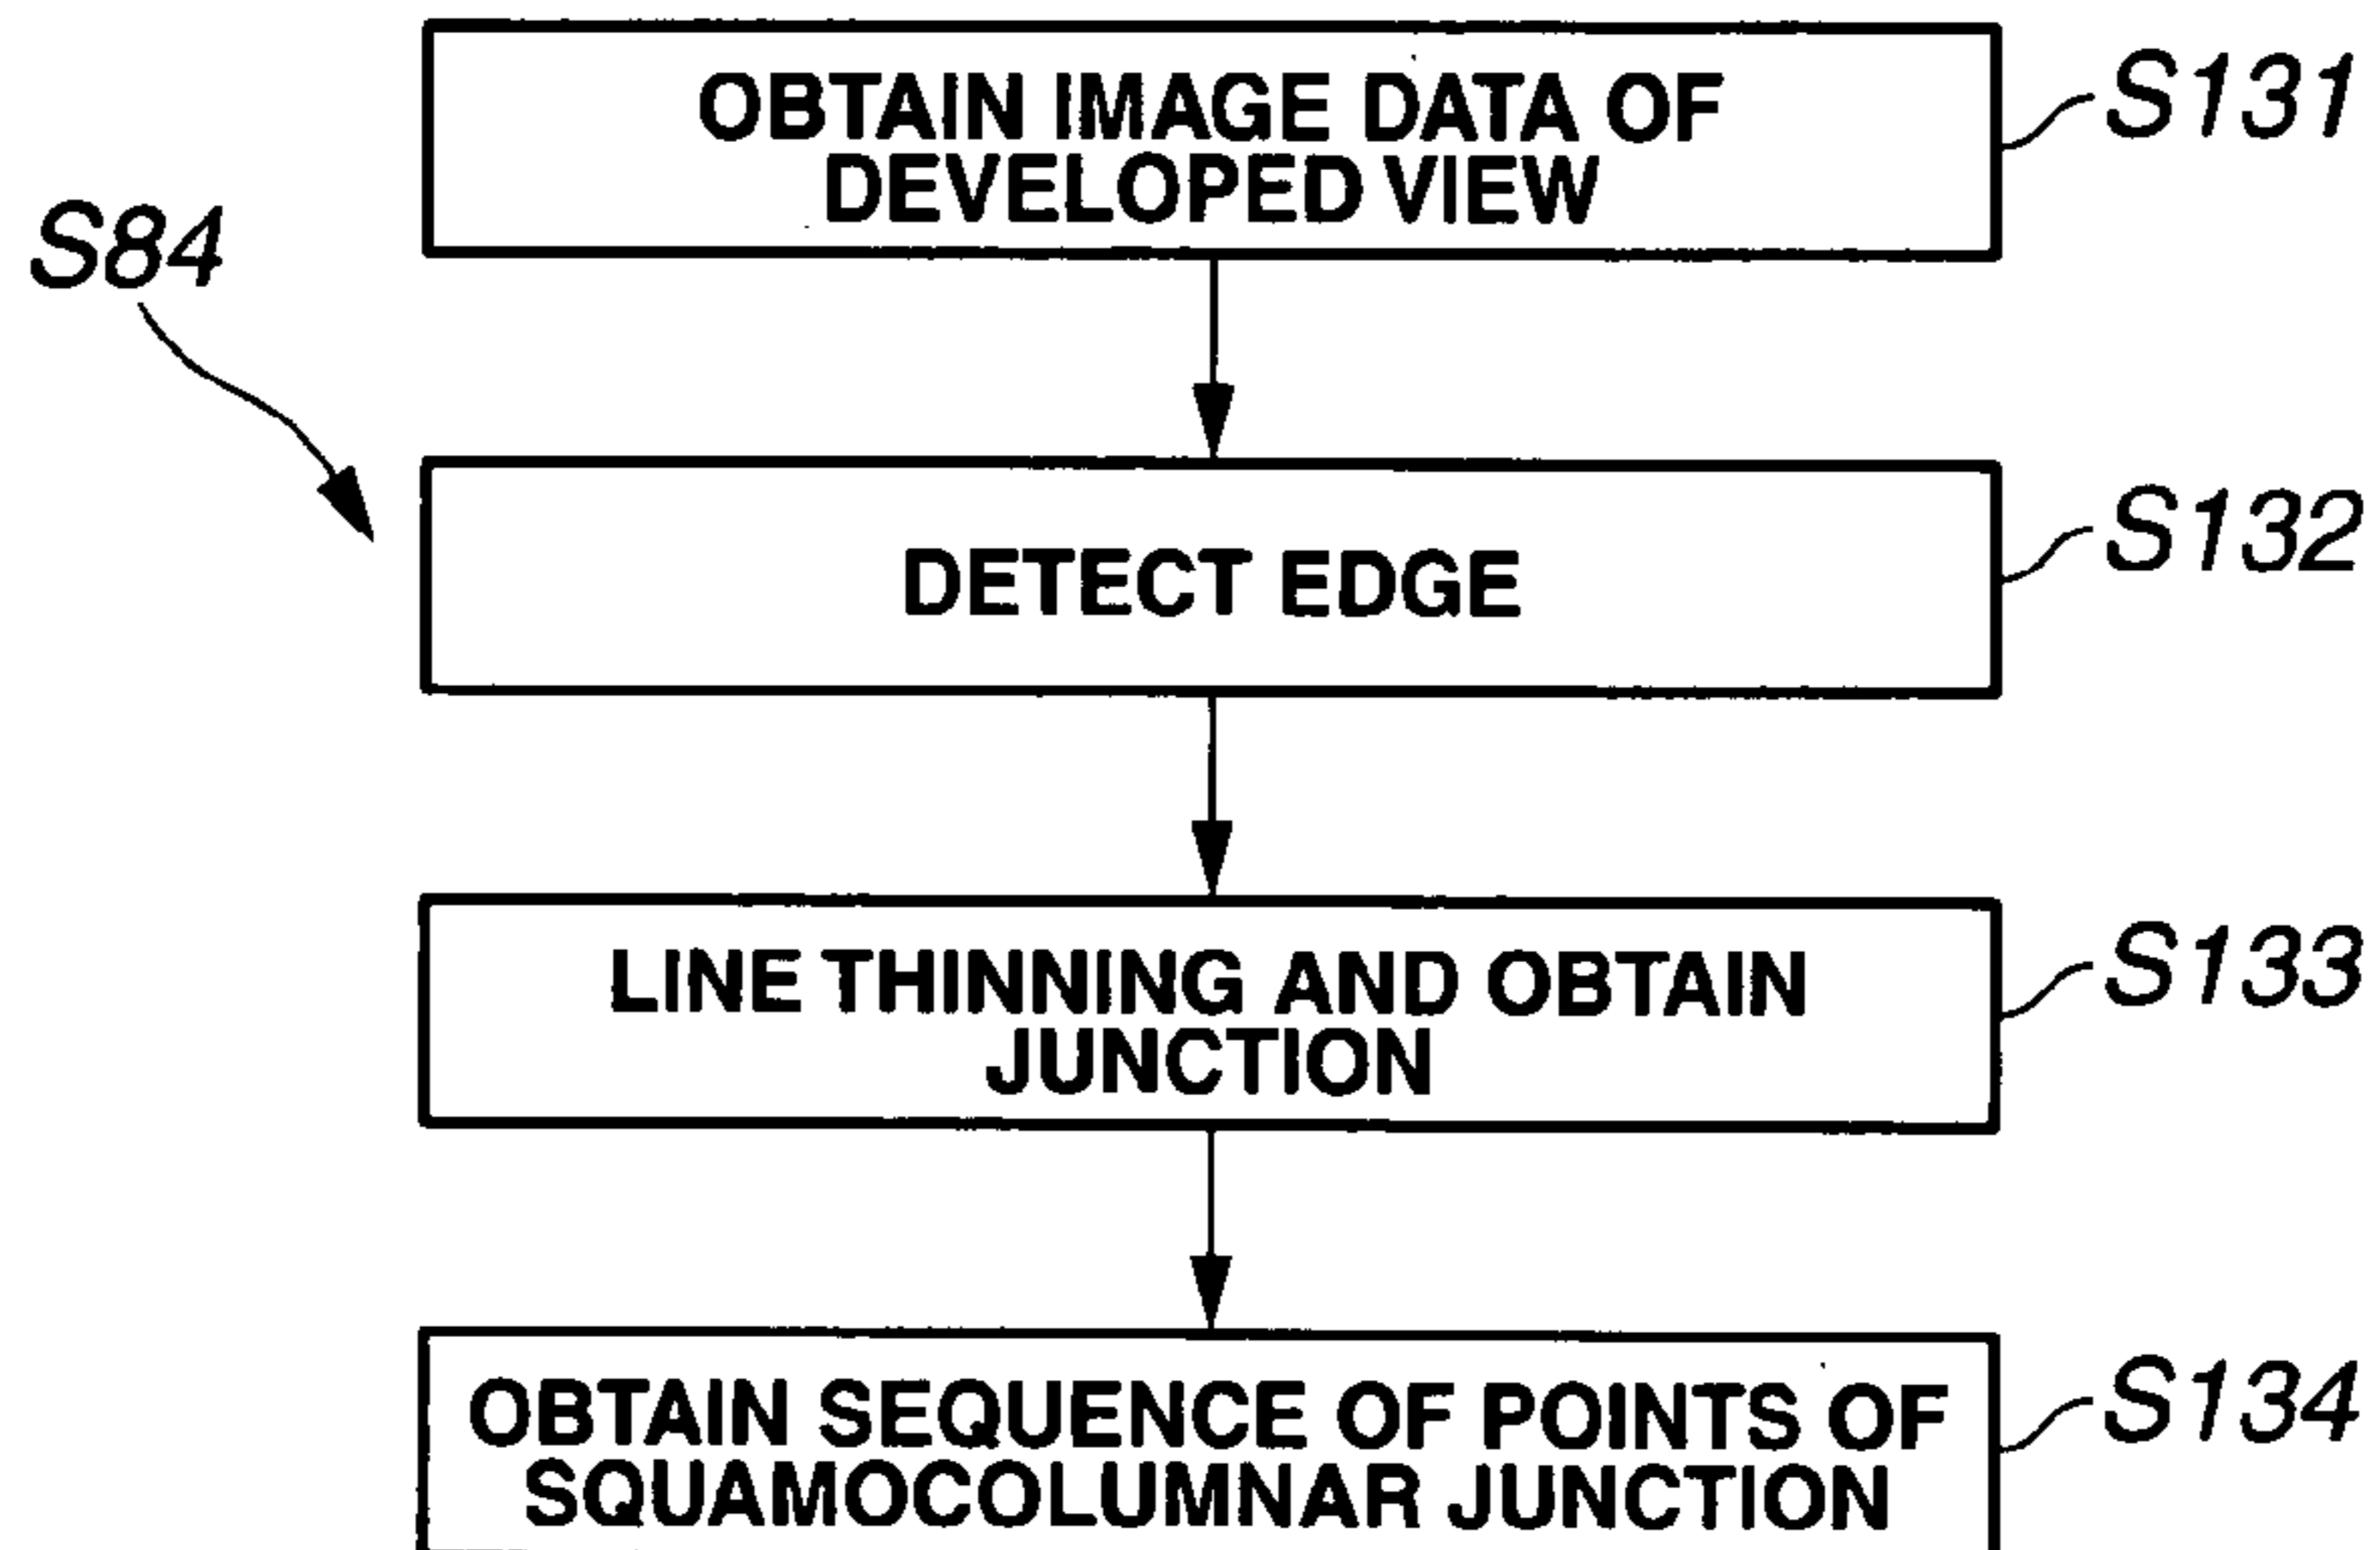 OBTAIN IMAGE DATA OF
DEVELOPED VIEW
S131
S84
DETECT EDGE
S132
LINE THINNING AND OBTAIN
JUNCTION
S133
OBTAIN SEQUENCE OF POINTS OF
SQUAMOCOLUMNAR JUNCTION
S134